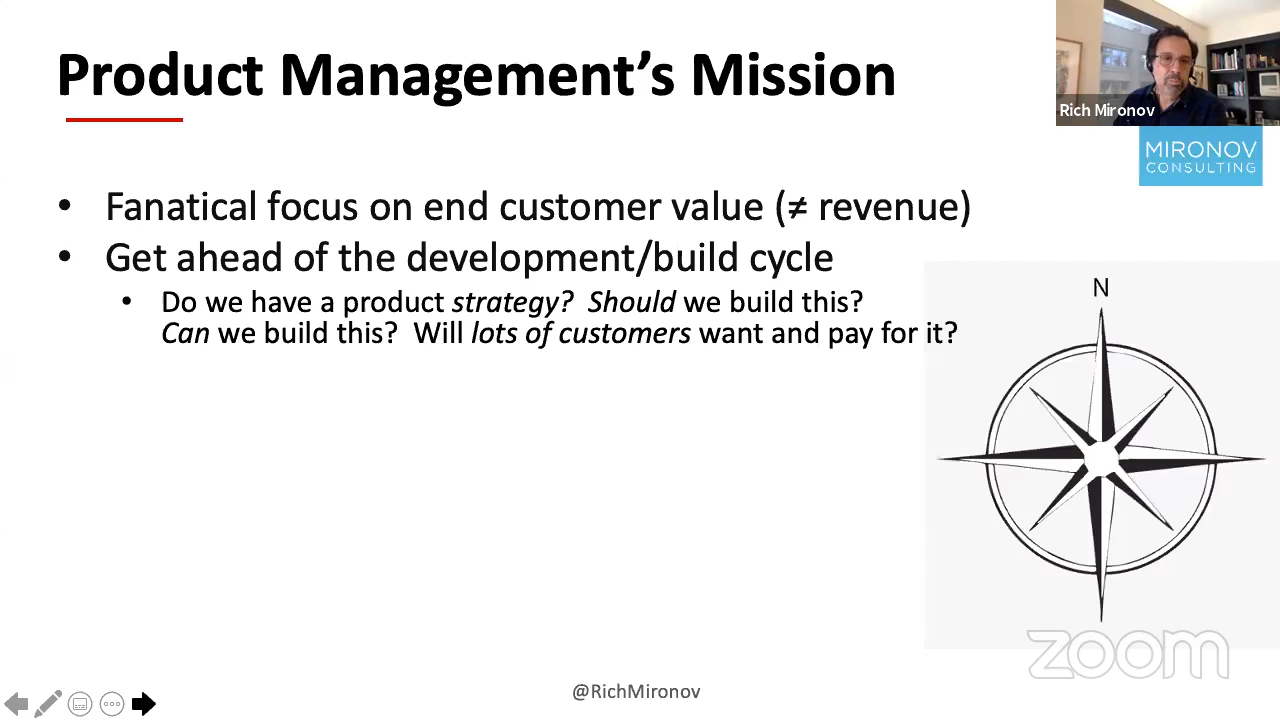 Product Management’s Mission
Rich Mironov
MIRONOV
CONSULTING
• Fanatical focus on end customer value (≠ revenue)
• Get ahead of the development/build cycle
• Do we have a product strategy? Should we build this?
Can we build this? Will lots of customers want and pay for it?
N
zoom
@RichMironov